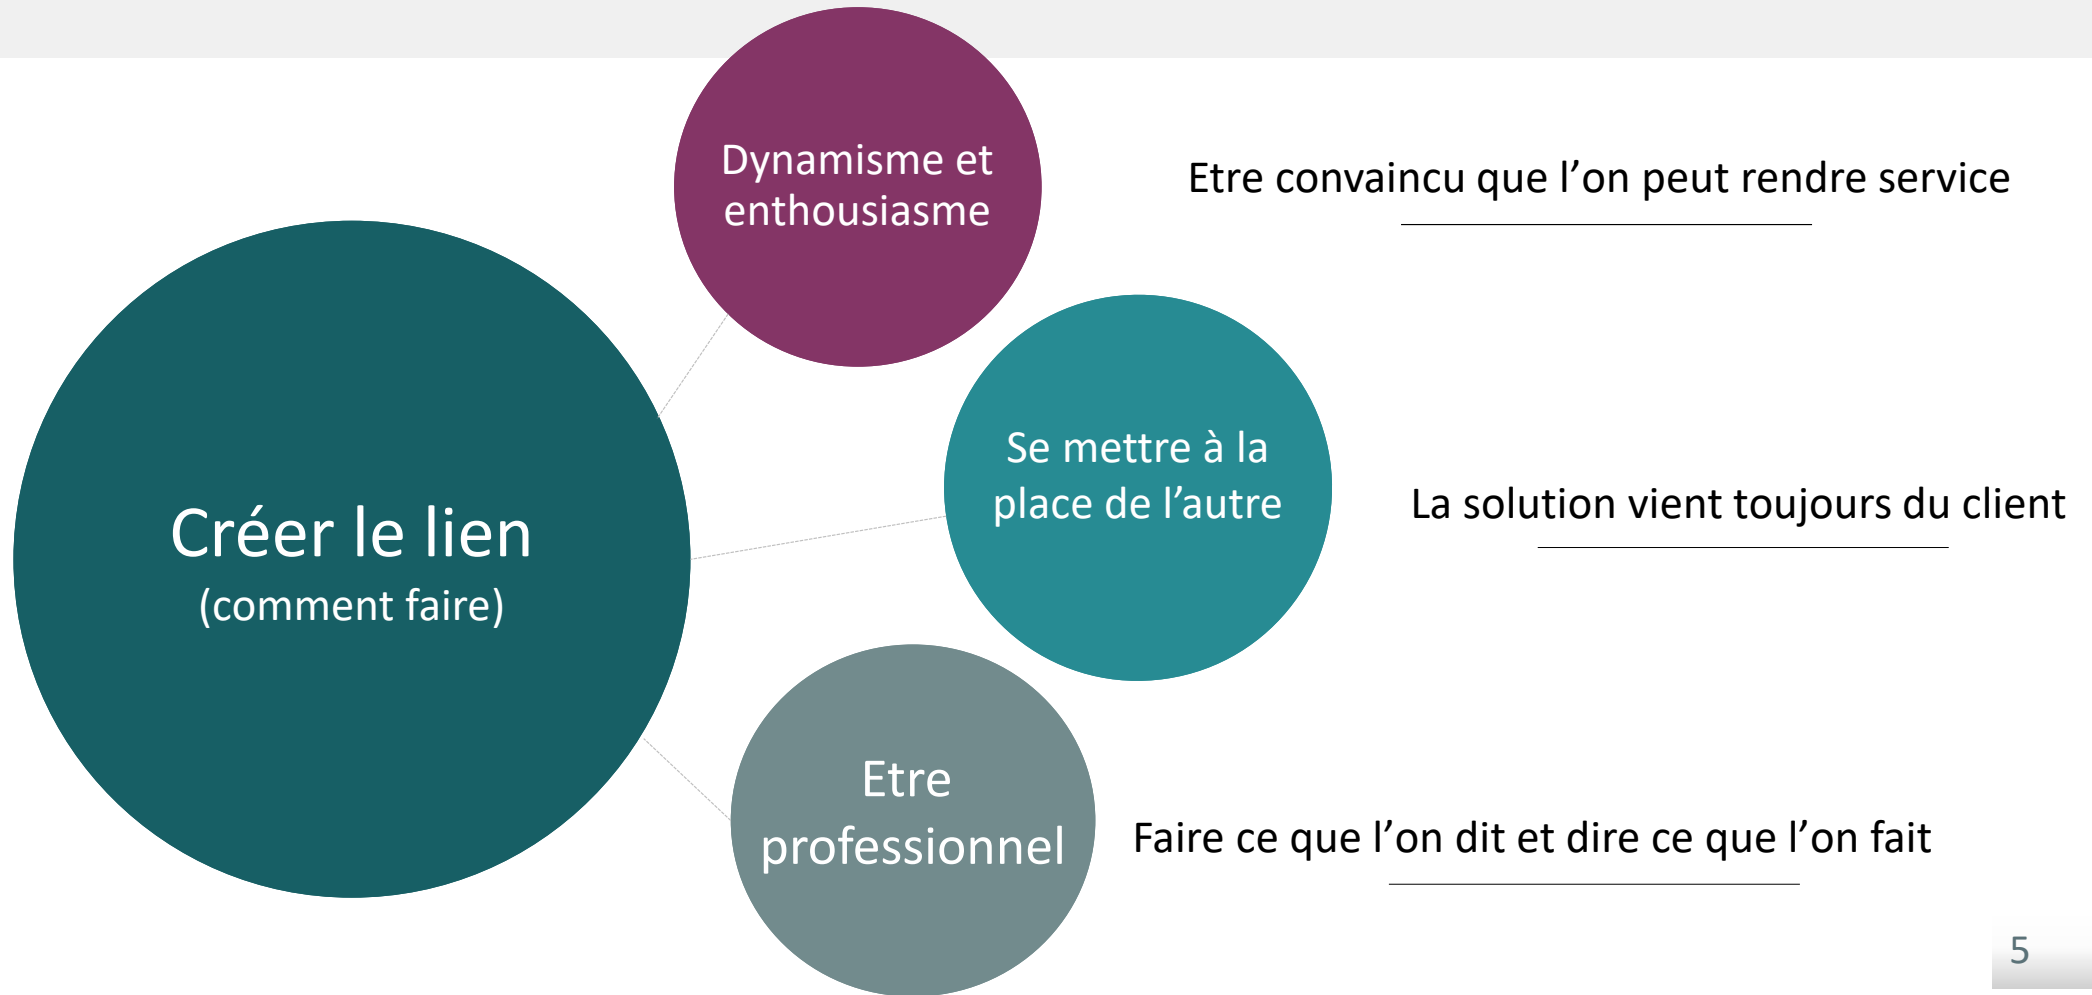 Dynamisme et
enthousiasme
Etre convaincu que l’on peut rendre service
Créer le lien
(comment faire)
Se mettre à la
place de l’autre
La solution vient toujours du client
Etre
professionnel
Faire ce que l’on dit et dire ce que l’on fait
5